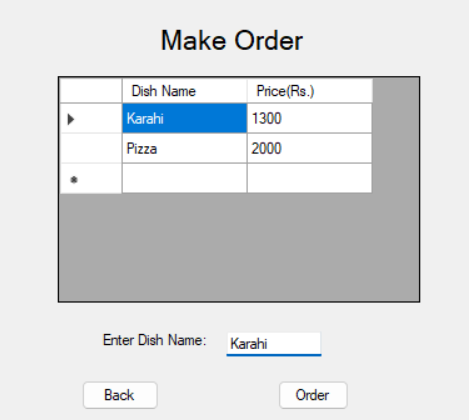 Make Order
Dish Name Price(Rs.)
Karahi 1300
Pizza 2000
Enter Dish Name: Karahi
Back Order